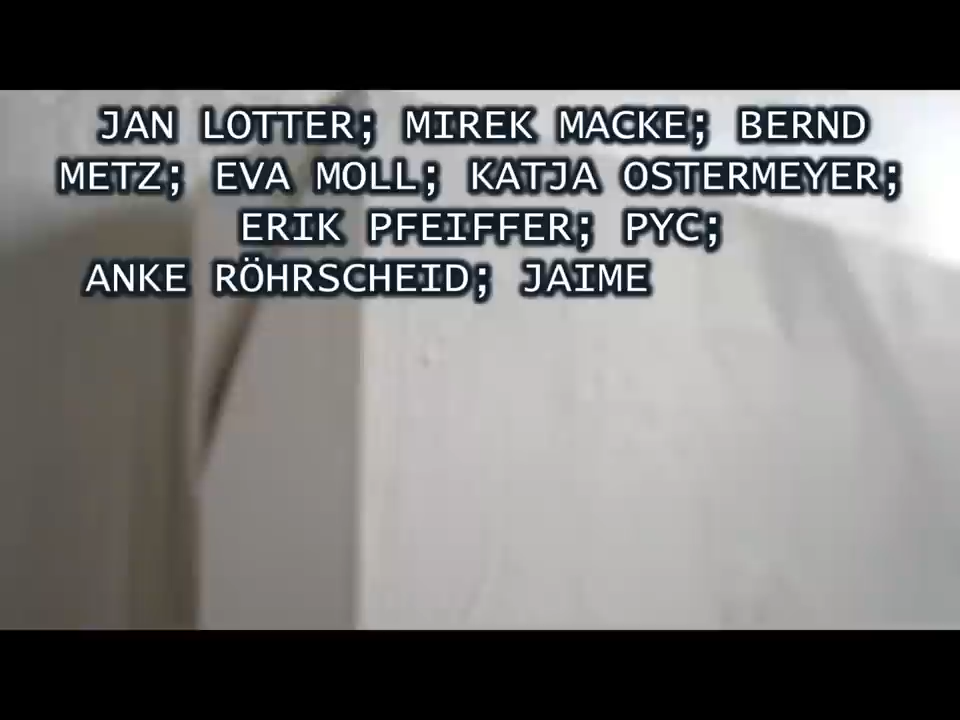 JAN LOTTER; MIREK MACKE; BERND
METZ; EVA MOLL; KATJA OSTERMEYER;
ERIK PFEIFFER; PYC;
ANKE RÖHRSCHEID; JAIME